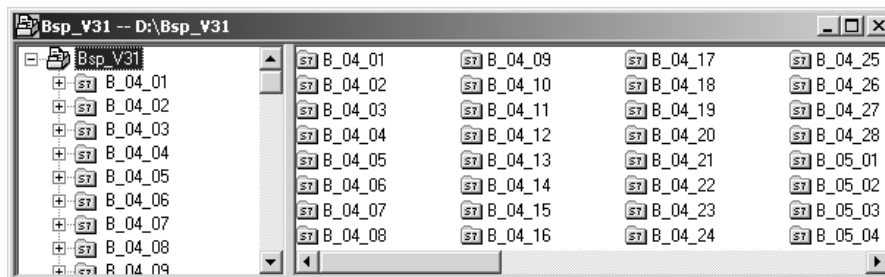 Bsp_V31 -- D:\Bsp_V31
Bsp_V31
B_04_01
B_04_02
B_04_03
B_04_04
B_04_05
B_04_06
B_04_07
B_04_08
B_04_09
B_04_01 B_04_09 B_04_17 B_04_25
B_04_02 B_04_10 B_04_18 B_04_26
B_04_03 B_04_11 B_04_19 B_04_27
B_04_04 B_04_12 B_04_20 B_04_28
B_04_05 B_04_13 B_04_21 B_05_01
B_04_06 B_04_14 B_04_22 B_05_02
B_04_07 B_04_15 B_04_23 B_05_03
B_04_08 B_04_16 B_04_24 B_05_04